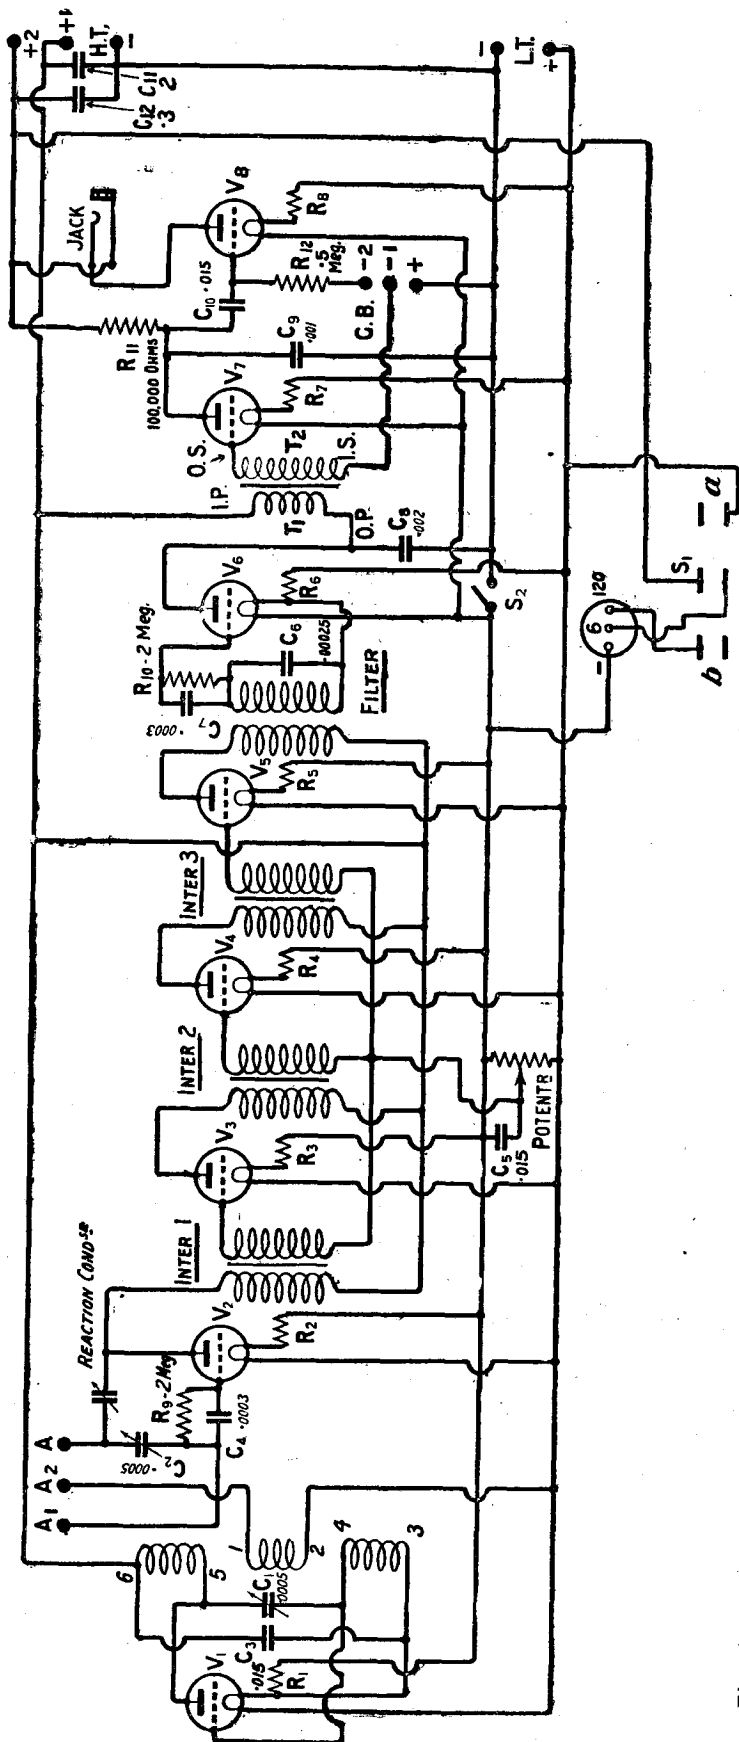 +2
+1
H.T.
-
C12
.3
C11
2
-
L.T.
+
JACK
V8
R8
C10 .015
R12
.5
Meg.
-2
-1
+
G.B.
R11
100,000 OHMS
C9
.001
V7
R7
O.S.
T2
I.S.
I.P.
T1
O.P.
C8
.002
V6
R6
R10-2 Meg.
C7
.0003
C6
.00025
FILTER
S2
120
6
-
S1
a
b
V5
R5
INTER 3
V4
R4
INTER 2
V3
R3
C5
.015
POTENTR
INTER 1
REACTION CONDSR
V2
R2
R9-2Meg
C4 .0003
C2
.0005
A
A2
A1
1
2
3
4
5
6
C1
.0005
C3
.015
R1
V1